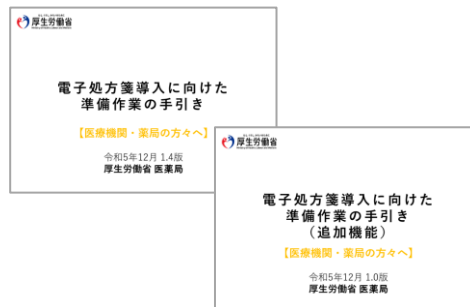 厚生労働省
電子処方箋導入に向けた
準備作業の手引き
【医療機関・薬局の方々へ】
令和5年12月 1.4版
厚生労働省 医薬局
厚生労働省
電子処方箋導入に向けた
準備作業の手引き
（追加機能）
【医療機関・薬局の方々へ】
令和5年12月 1.0版
厚生労働省 医薬局